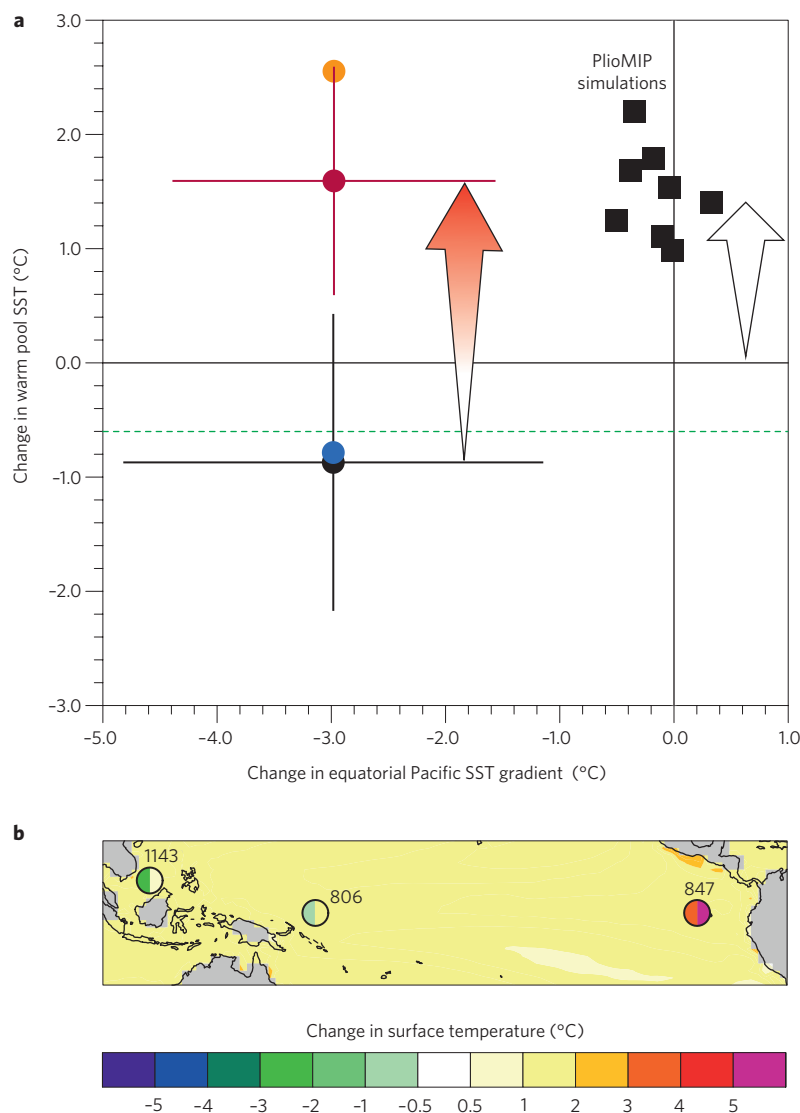 a
3.0
2.0
1.0
0.0
-1.0
-2.0
-3.0
Change in warm pool SST (°C)
PlioMIP
simulations
-5.0 -4.0 -3.0 -2.0 -1.0 0.0 1.0
Change in equatorial Pacific SST gradient (°C)
b
1143
806
847
Change in surface temperature (°C)
-5 -4 -3 -2 -1 -0.5 0.5 1 2 3 4 5